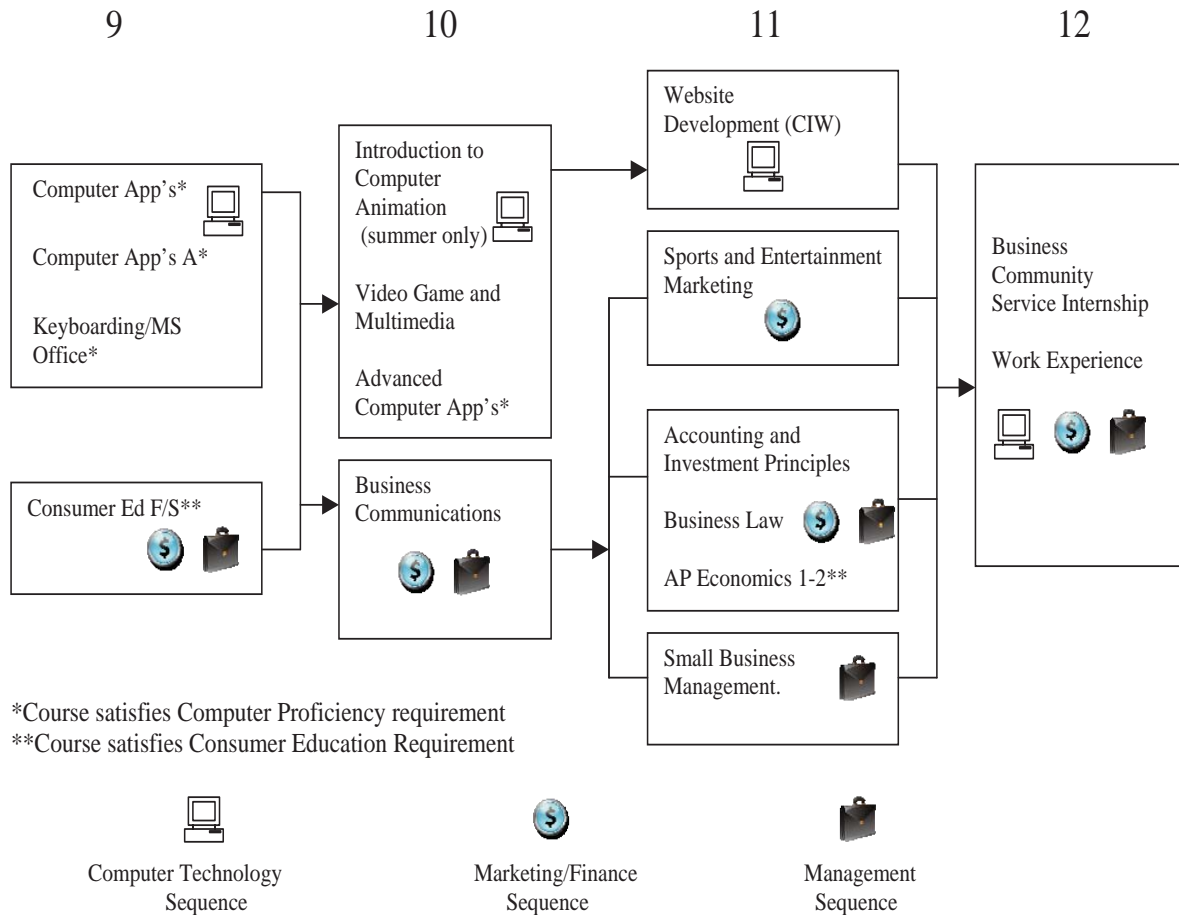 9
10
11
12
Computer App's*
Computer App's A*
Keyboarding/MS
Office*
Consumer Ed F/S**
Introduction to
Computer
Animation
(summer only)
Video Game and
Multimedia
Advanced
Computer App's*
Business
Communications
Website
Development (CIW)
Sports and Entertainment
Marketing
Accounting and
Investment Principles
Business Law
AP Economics 1-2**
Small Business
Management.
Business
Community
Service Internship
Work Experience
*Course satisfies Computer Proficiency requirement
**Course satisfies Consumer Education Requirement
Computer Technology
Sequence
Marketing/Finance
Sequence
Management
Sequence